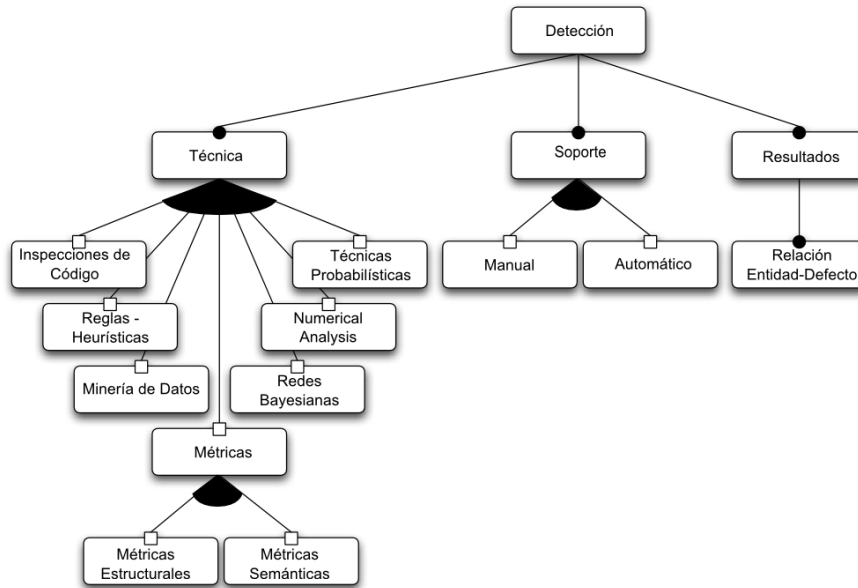 Detección
Técnica
Soporte
Resultados
Inspecciones de
Código
Técnicas
Probabilísticas
Manual
Automático
Relación
Entidad-Defecto
Reglas -
Heurísticas
Numerical
Analysis
Minería de Datos
Redes
Bayesianas
Métricas
Métricas
Estructurales
Métricas
Semánticas